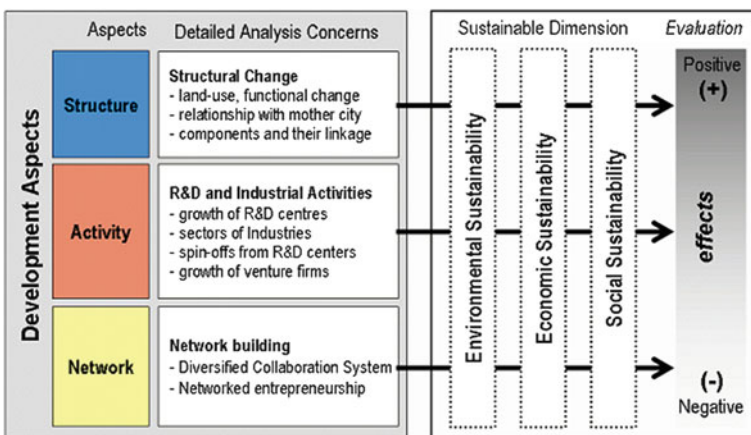 Aspects
Detailed Analysis Concerns
Sustainable Dimension
Evaluation
Development Aspects
Structure
Structural Change
- land-use, functional change
- relationship with mother city
- components and their linkage
Activity
R&D and Industrial Activities
- growth of R&D centres
- sectors of Industries
- spin-offs from R&D centers
- growth of venture firms
Network
Network building
- Diversified Collaboration System
- Networked entrepreneurship
Environmental Sustainability
Economic Sustainability
Social Sustainability
Positive
(+)
effects
(-)
Negative